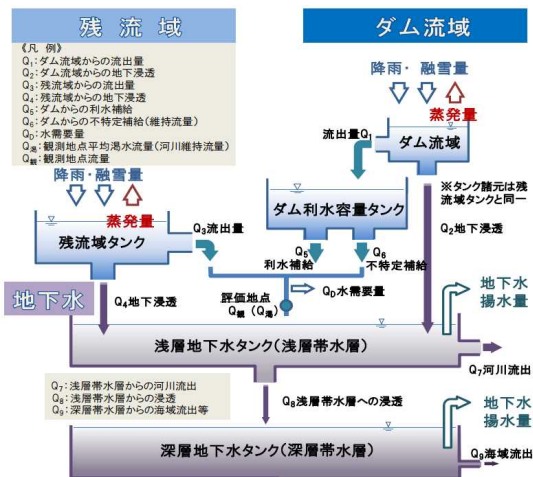 残流域
ダム流域
《凡 例》
Q₁：ダム流域からの流出量
Q₂：ダム流域からの地下浸透
Q₃：残流域からの流出量
Q₄：残流域からの地下浸透
Q₅：ダムからの利水補給
Q₆：ダムからの不特定補給(維持流量)
Q_D：水需要量
Q渇：観測地点平均渇水流量(河川維持流量)
Q観：観測地点流量
降雨・ 融雪量
蒸発量
流出量Q₁
ダム流域
※タンク諸元は残
流域タンクと同一
降雨・融雪量
蒸発量
残流域タンク
Q₃流出量
ダム利水容量タンク
Q₂地下浸透
Q₅
利水補給
Q₆
不特定補給
地下水
Q₄地下浸透
評価地点
Q観（Q渇）
Q_D水需要量
地下水
揚水量
浅層地下水タンク(浅層帯水層)
Q₇河川流出
Q₇：浅層帯水層からの河川流出
Q₈：浅層帯水層からの浸透
Q₉：深層帯水層からの海域流出等
Q₈浅層帯水層への浸透
地下水
揚水量
深層地下水タンク(深層帯水層)
Q₉海域流出